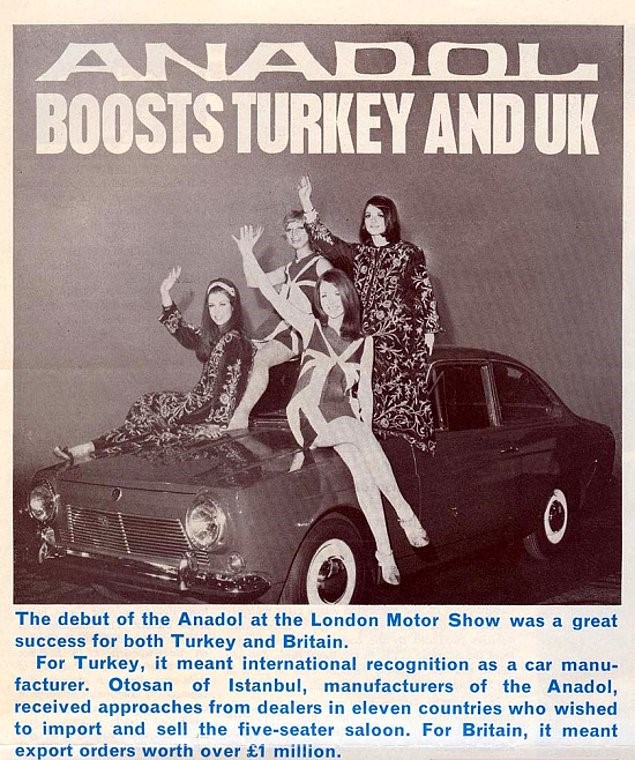 ANADOL
BOOSTS TURKEY AND UK
The debut of the Anadol at the London Motor Show was a great
success for both Turkey and Britain.
For Turkey, it meant international recognition as a car manu-
facturer. Otosan of Istanbul, manufacturers of the Anadol,
received approaches from dealers in eleven countries who wished
to import and sell the five-seater saloon. For Britain, it meant
export orders worth over £1 million.